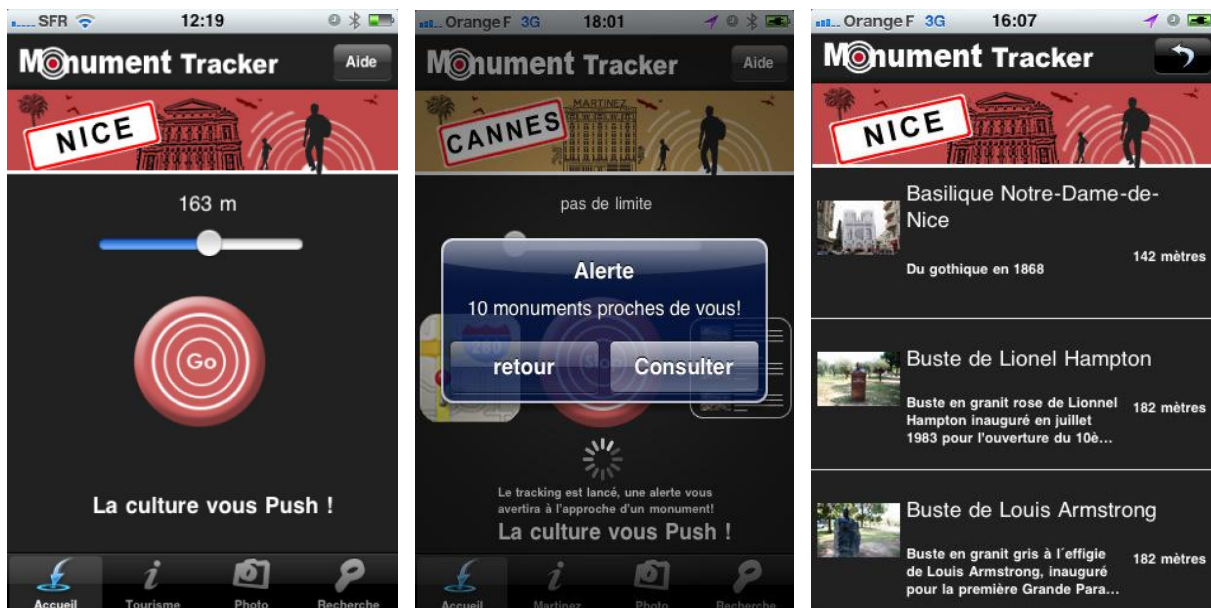 SFR 12:19
Monument Tracker Aide
NICE
163 m
Go
La culture vous Push !
Accueil Tourisme Photo Recherche
Orange F 3G 18:01
Monument Tracker Aide
MARTINEZ
CANNES
pas de limite
Alerte
10 monuments proches de vous!
280
Stop
retour Consulter
Le tracking est lancé, une alerte vous
avertira à l'approche d'un monument!
La culture vous Push !
Accueil Martinez Photo Recherche
Orange F 3G 16:07
Monument Tracker
NICE
Basilique Notre-Dame-de-
Nice
142 mètres
Du gothique en 1868
Buste de Lionel Hampton
Buste en granit rose de Lionnel
Hampton inauguré en juillet
1983 pour l'ouverture du 10è...
182 mètres
Buste de Louis Armstrong
Buste en granit gris à l´effigie
de Louis Armstrong, inauguré
pour la première Grande Para...
182 mètres